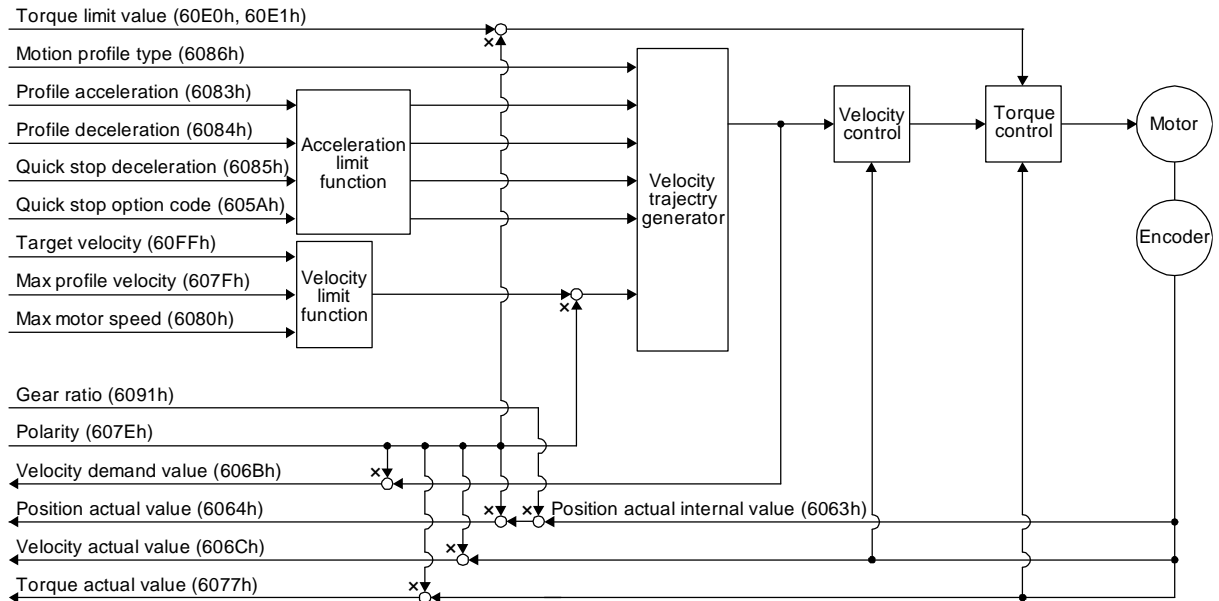 Torque limit value (60E0h, 60E1h)
×
Motion profile type (6086h)
Profile acceleration (6083h)
Profile deceleration (6084h)
Quick stop deceleration (6085h)
Quick stop option code (605Ah)
Acceleration
limit
function
Target velocity (60FFh)
Max profile velocity (607Fh)
Max motor speed (6080h)
Velocity
limit
function
×
Velocity
trajectry
generator
Velocity
control
Torque
control
Motor
Encoder
Gear ratio (6091h)
Polarity (607Eh)
Velocity demand value (606Bh)
×
Position actual value (6064h)
×
×
Position actual internal value (6063h)
Velocity actual value (606Ch)
×
Torque actual value (6077h)
×